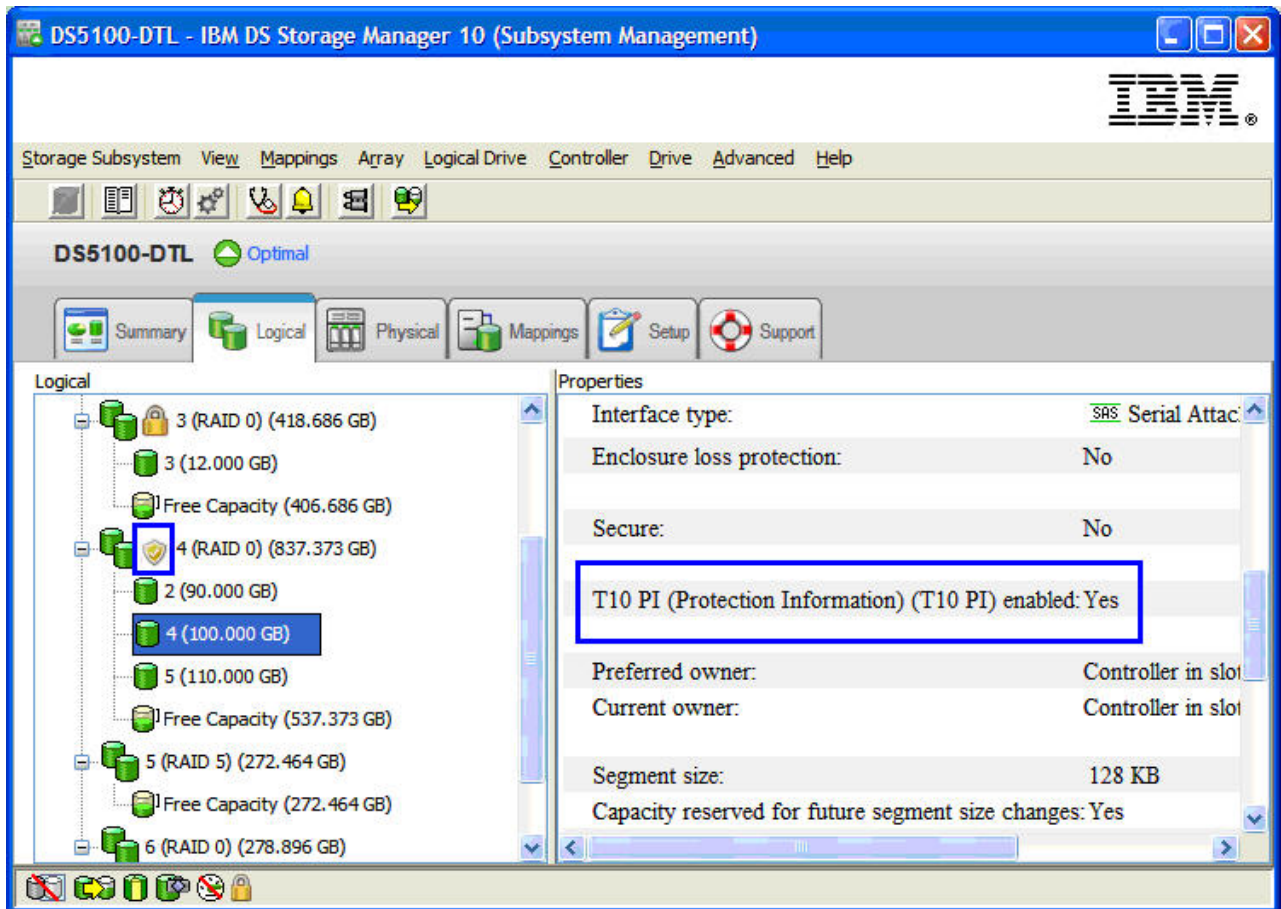 DS5100-DTL - IBM DS Storage Manager 10 (Subsystem Management)
IBM®
Storage Subsystem View Mappings Array Logical Drive Controller Drive Advanced Help
DS5100-DTL Optimal
Summary Logical Physical Mappings Setup Support
Logical
3 (RAID 0) (418.686 GB)
3 (12.000 GB)
Free Capacity (406.686 GB)
4 (RAID 0) (837.373 GB)
2 (90.000 GB)
4 (100.000 GB)
5 (110.000 GB)
Free Capacity (537.373 GB)
5 (RAID 5) (272.464 GB)
Free Capacity (272.464 GB)
6 (RAID 0) (278.896 GB)
Properties
Interface type: SAS Serial Attac
Enclosure loss protection: No
Secure: No
T10 PI (Protection Information) (T10 PI) enabled: Yes
Preferred owner: Controller in slot
Current owner: Controller in slot
Segment size: 128 KB
Capacity reserved for future segment size changes: Yes